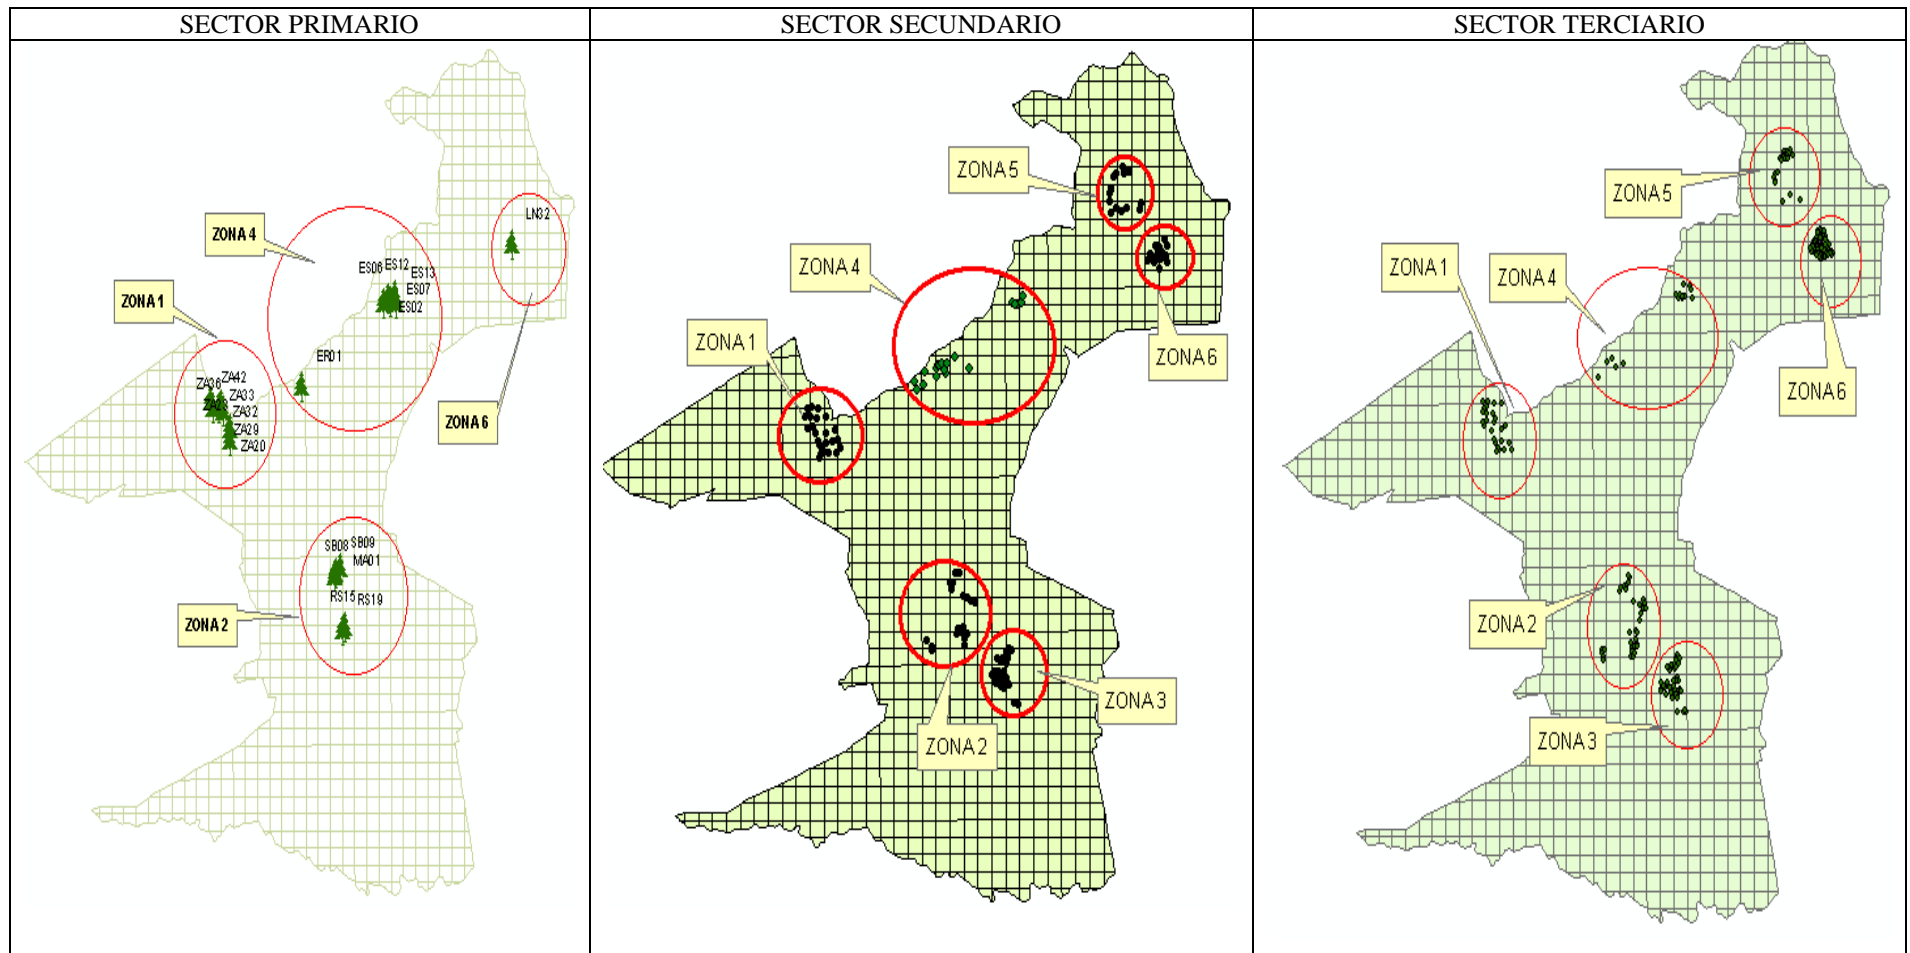 SECTOR PRIMARIO
SECTOR SECUNDARIO
SECTOR TERCIARIO
LN32
ZONA 4
ES06 ES12 ES13
ES07
ES02
ZONA 1
ER01
ZA36 ZA42
ZA33
ZA32
ZA29
ZA20
ZONA 6
SB08 SB09
MA01
RS15 RS19
ZONA 2
ZONA 5
ZONA 4
ZONA 1
ZONA 6
ZONA 3
ZONA 2
ZONA 5
ZONA 1
ZONA 4
ZONA 6
ZONA 2
ZONA 3